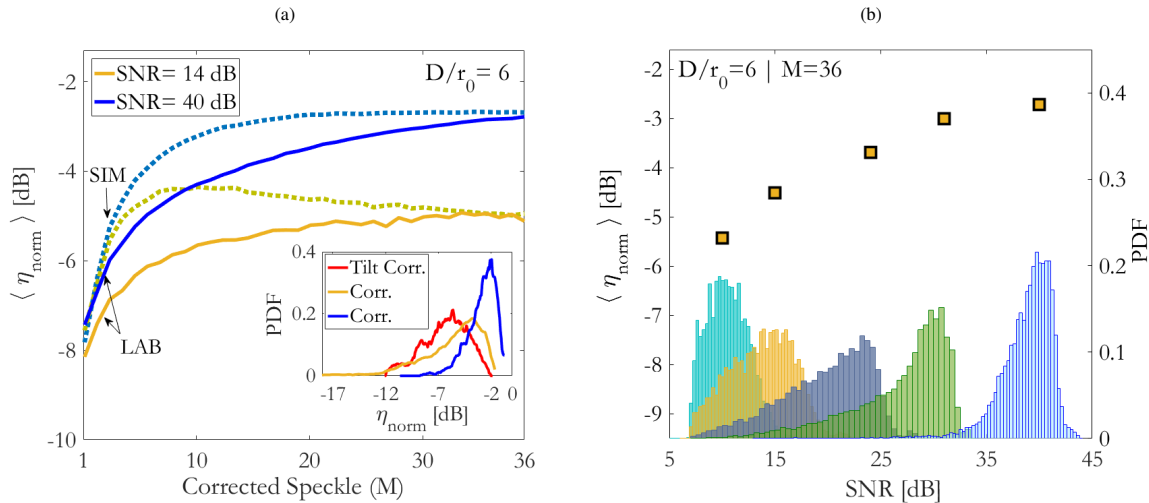 (a)
(b)
SNR= 14 dB
SNR= 40 dB
D/r0= 6
SIM
LAB
-2
-4
-6
-8
-10
⟨ ηnorm ⟩ [dB]
1
10
20
30
36
Corrected Speckle (M)
Tilt Corr.
Corr.
Corr.
0.4
0.2
0
PDF
-17
-12
-7
-2
0
ηnorm [dB]
D/r0=6 | M=36
-2
-3
-4
-5
-6
-7
-8
-9
⟨ ηnorm ⟩ [dB]
0.4
0.3
0.2
0.1
0
PDF
5
15
25
35
45
SNR [dB]